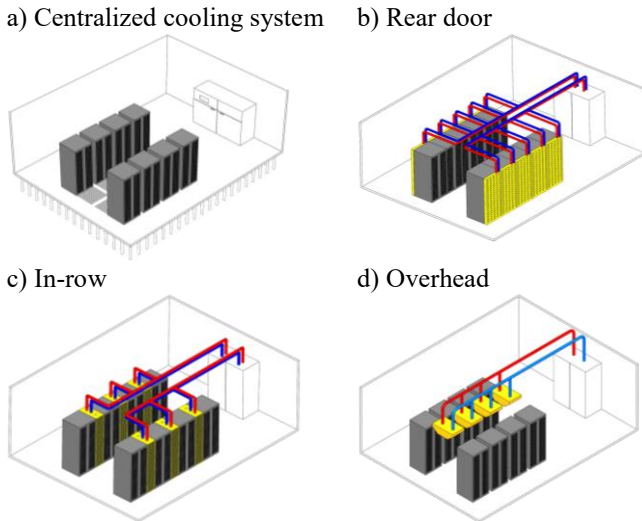 a) Centralized cooling system
b) Rear door
c) In-row
d) Overhead